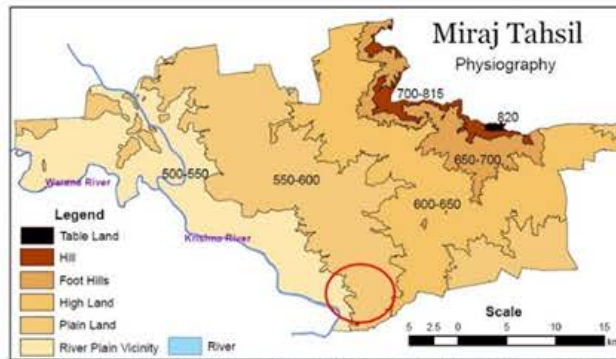 Miraj Tahsil
Physiography
700-815
820
650-700
500-550
550-600
600-650
Warana River
Krishna River
Legend
Table Land
Hill
Foot Hills
High Land
Plain Land
River Plain Vicinity
River
Scale
5 2.5 0 5 10 15